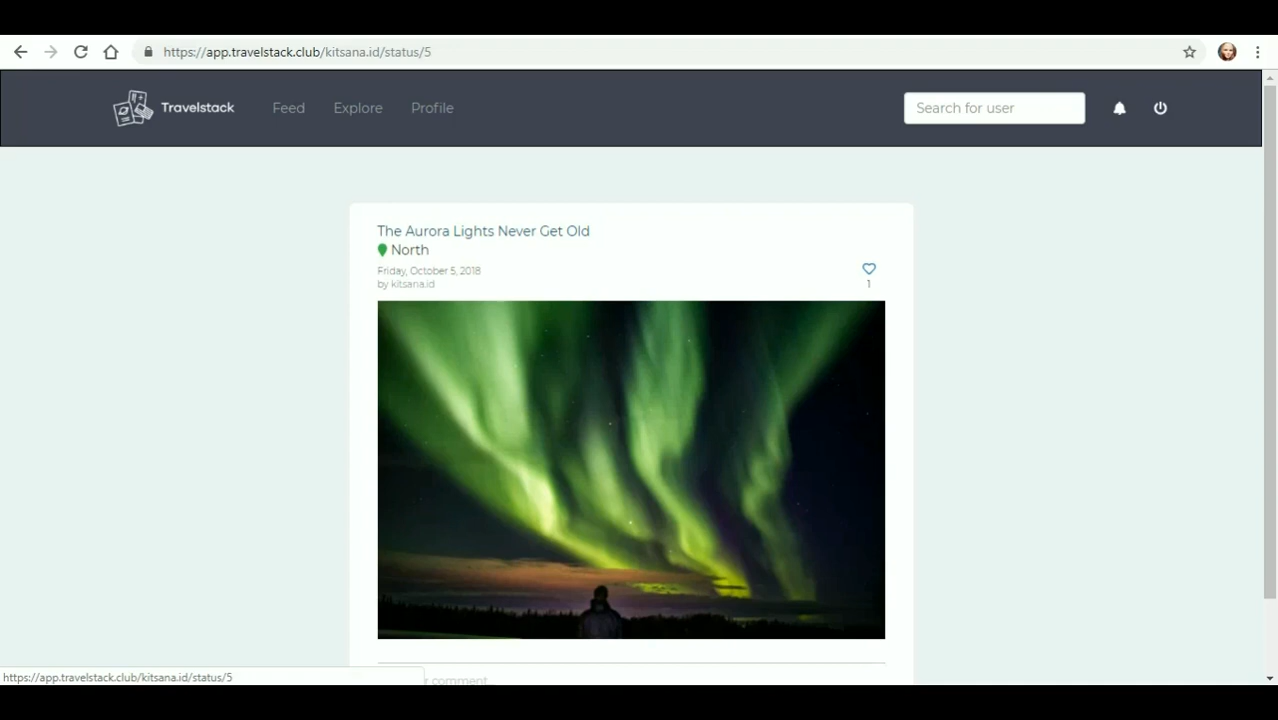 https://app.travelstack.club/kitsana.id/status/5
Travelstack Feed Explore Profile Search for user
The Aurora Lights Never Get Old
North
Friday, October 5, 2018
by kitsana.id
1
https://app.travelstack.club/kitsana.id/status/5
comment...